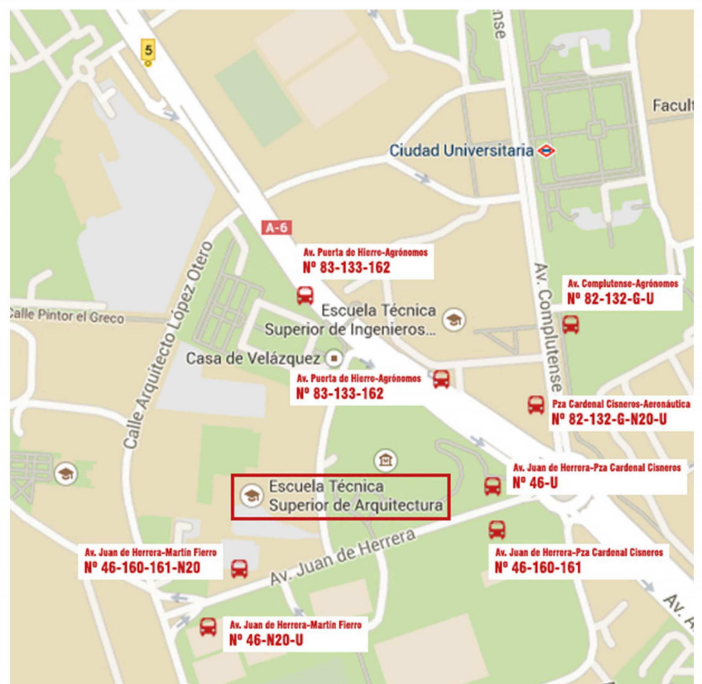 5
nse
Facult
Ciudad Universitaria
A-6
Av. Puerta de Hierro-Agrónomos
Nº 83-133-162
Av. Complutense
Av. Complutense-Agrónomos
Nº 82-132-G-U
Calle Pintor el Greco
Calle Arquitecto López Otero
Escuela Técnica
Superior de Ingenieros...
Casa de Velázquez
Av. Puerta de Hierro-Agrónomos
Nº 83-133-162
Pza Cardenal Cisneros-Aeronáutica
Nº 82-132-G-N20-U
Av. Juan de Herrera-Pza Cardenal Cisneros
Nº 46-U
Escuela Técnica
Superior de Arquitectura
Av. Juan de Herrera
Av. Juan de Herrera-Pza Cardenal Cisneros
Nº 46-160-161
Av. Juan de Herrera-Martín Fierro
Nº 46-160-161-N20
Av. Juan de Herrera-Martín Fierro
Nº 46-N20-U
Av. A